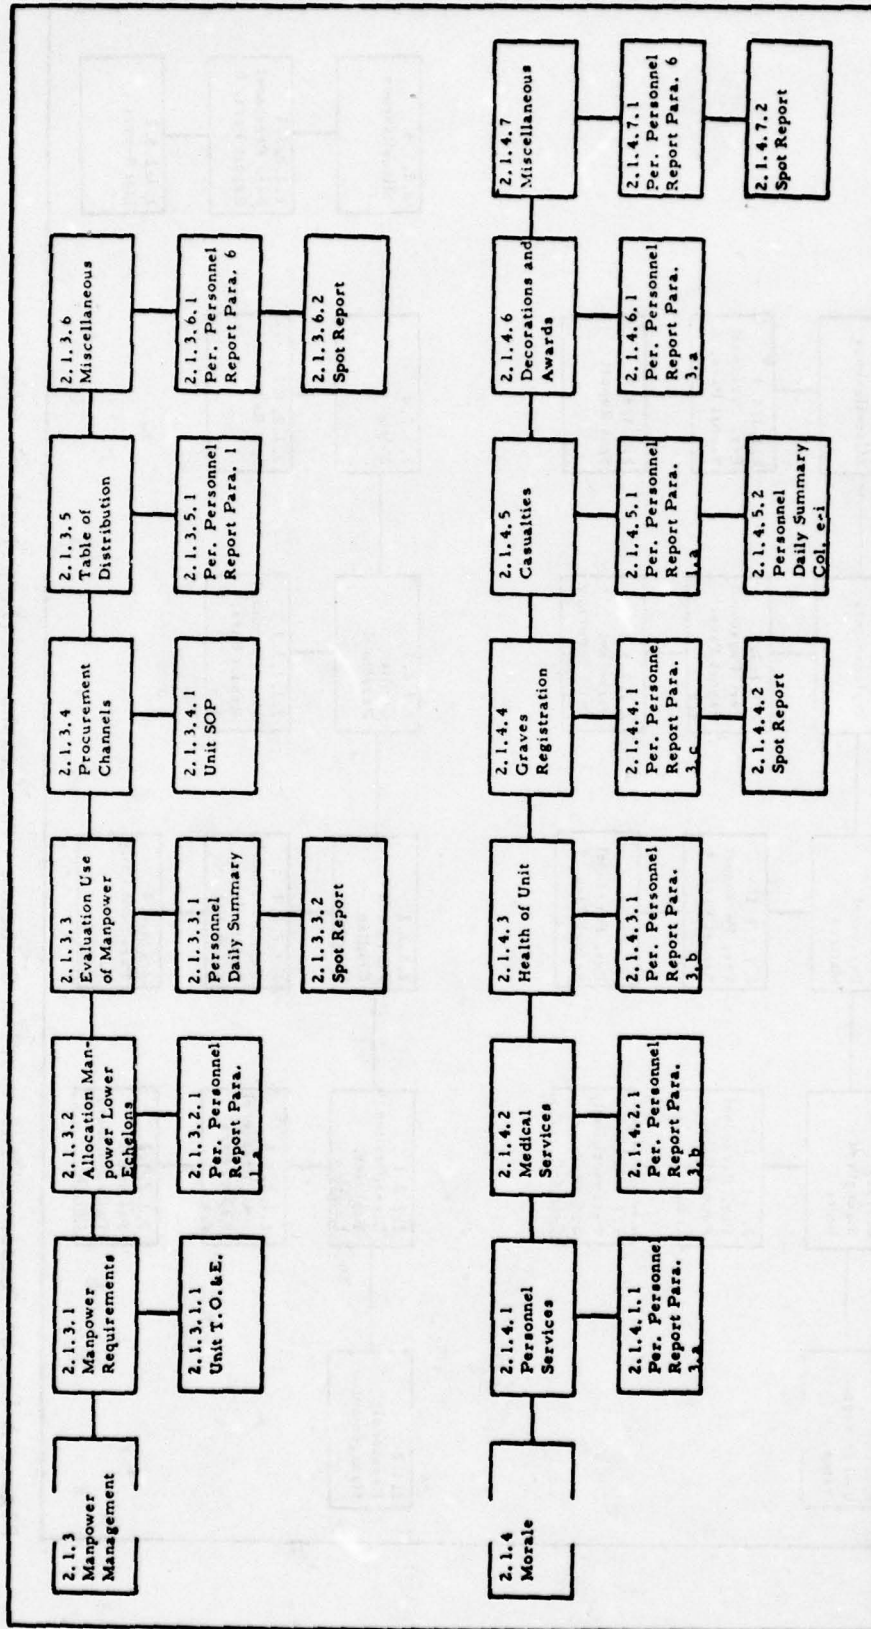 2.1.3
Manpower
Management
2.1.3.1
Manpower
Requirements
2.1.3.1.1
Unit T.O.&E.
2.1.3.2
Allocation Man-
power Lower
Echelons
2.1.3.2.1
Per. Personnel
Report Para.
1.a
2.1.3.3
Evaluation Use
of Manpower
2.1.3.3.1
Personnel
Daily Summary
2.1.3.3.2
Spot Report
2.1.3.4
Procurement
Channels
2.1.3.4.1
Unit SOP
2.1.3.5
Table of
Distribution
2.1.3.5.1
Per. Personnel
Report Para. 1
2.1.3.6
Miscellaneous
2.1.3.6.1
Per. Personnel
Report Para. 6
2.1.3.6.2
Spot Report
2.1.4
Morale
2.1.4.1
Personnel
Services
2.1.4.1.1
Per. Personnel
Report Para.
3.a
2.1.4.2
Medical
Services
2.1.4.2.1
Per. Personnel
Report Para.
3.b
2.1.4.3
Health of Unit
2.1.4.3.1
Per. Personnel
Report Para.
3.b
2.1.4.4
Graves
Registration
2.1.4.4.1
Per. Personnel
Report Para.
3.c
2.1.4.4.2
Spot Report
2.1.4.5
Casualties
2.1.4.5.1
Per. Personnel
Report Para.
1.a
2.1.4.5.2
Personnel
Daily Summary
Col. e-i
2.1.4.6
Decorations and
Awards
2.1.4.6.1
Per. Personnel
Report Para.
3.a
2.1.4.7
Miscellaneous
2.1.4.7.1
Per. Personnel
Report Para. 6
2.1.4.7.2
Spot Report